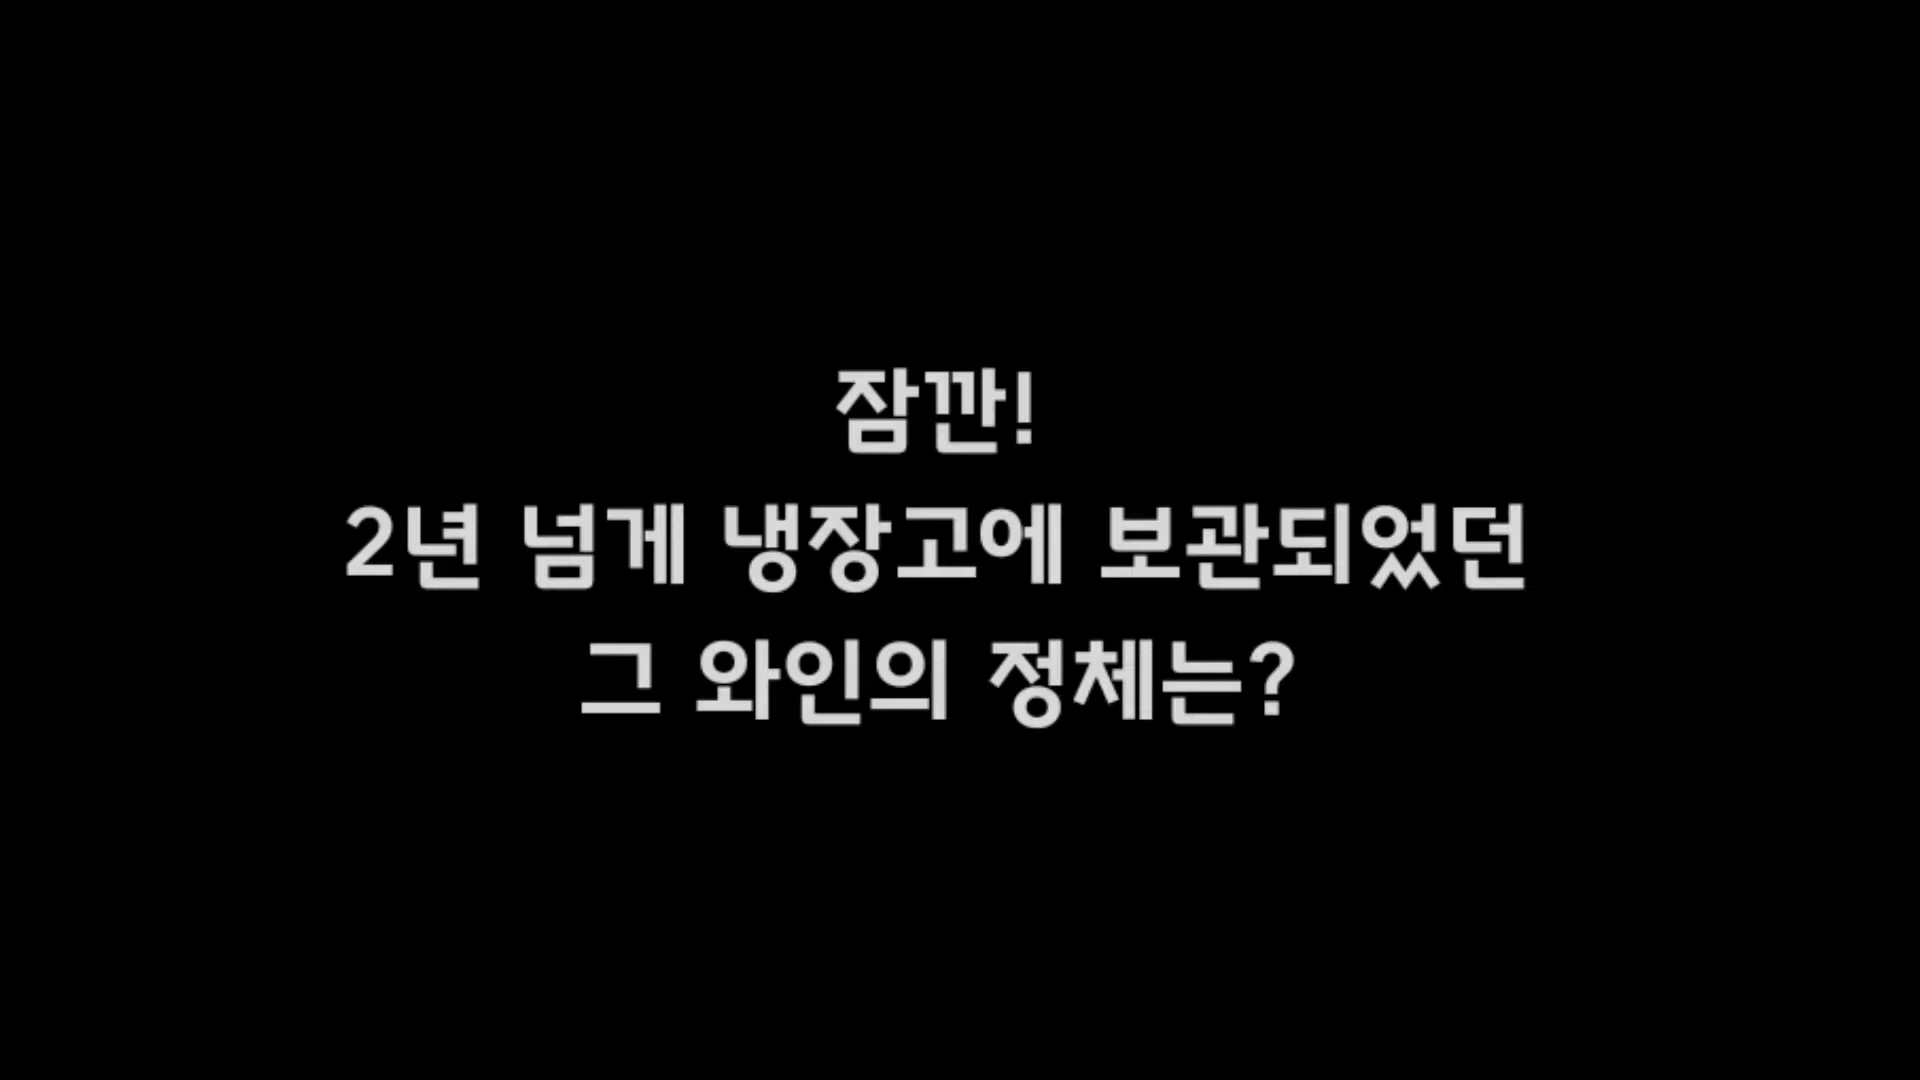 잠깐!
2년 넘게 냉장고에 보관되었던
그 와인의 정체는?